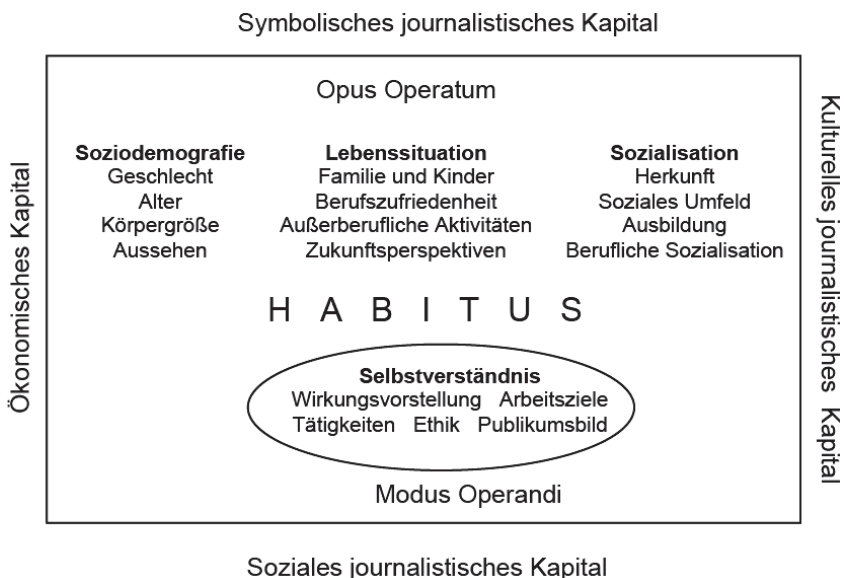 Symbolisches journalistisches Kapital
Ökonomisches Kapital
Opus Operatum
Soziodemografie
Geschlecht
Alter
Körpergröße
Aussehen
Lebenssituation
Familie und Kinder
Berufszufriedenheit
Außerberufliche Aktivitäten
Zukunftsperspektiven
Sozialisation
Herkunft
Soziales Umfeld
Ausbildung
Berufliche Sozialisation
HABITUS
Selbstverständnis
Wirkungsvorstellung Arbeitsziele
Tätigkeiten Ethik Publikumsbild
Modus Operandi
Kulturelles journalistisches Kapital
Soziales journalistisches Kapital